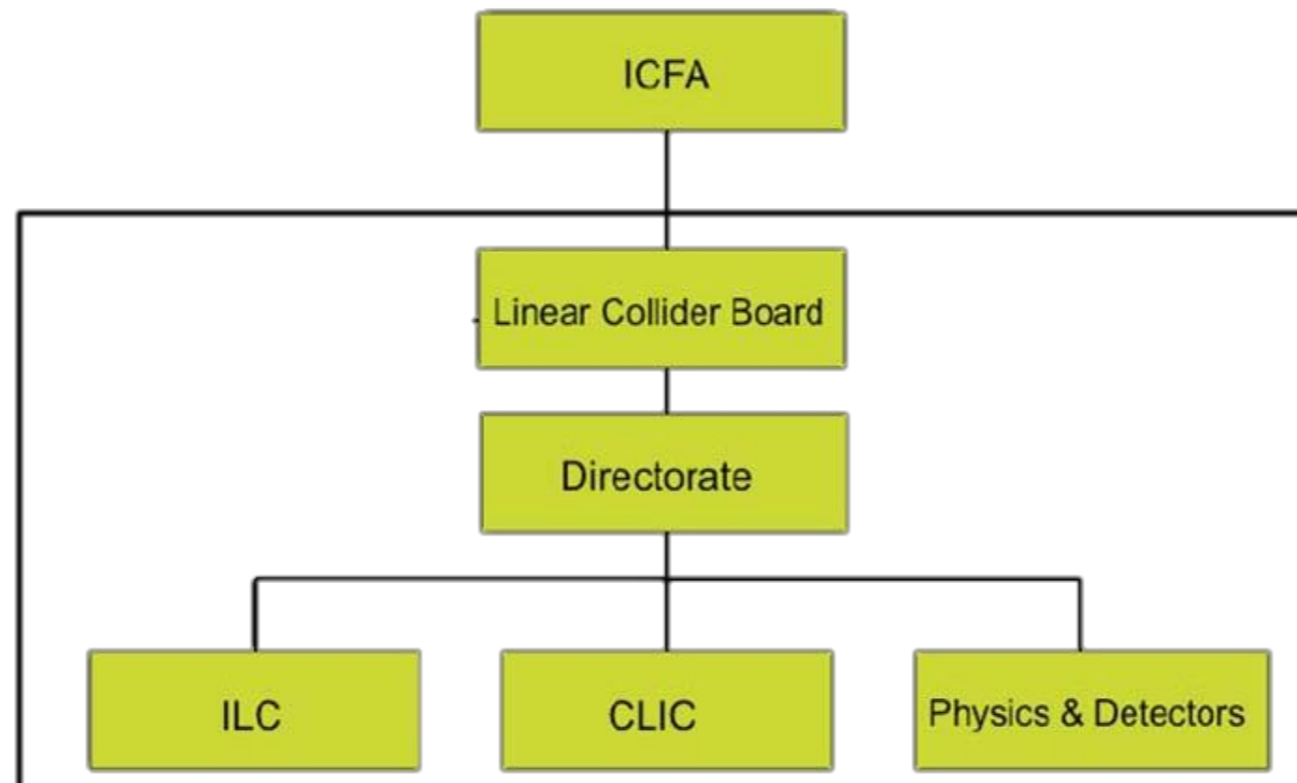 ICFA
Linear Collider Board
Directorate
ILC
CLIC
Physics & Detectors